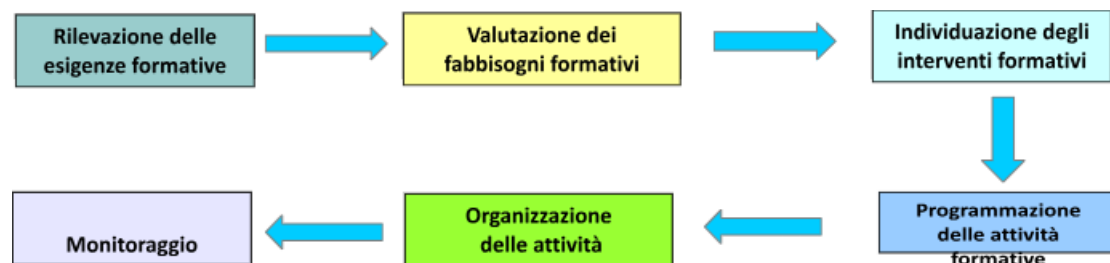 Rilevazione delle
esigenze formative
Valutazione dei
fabbisogni formativi
Individuazione degli
interventi formativi
Programmazione
delle attività
formative
Organizzazione
delle attività
Monitoraggio